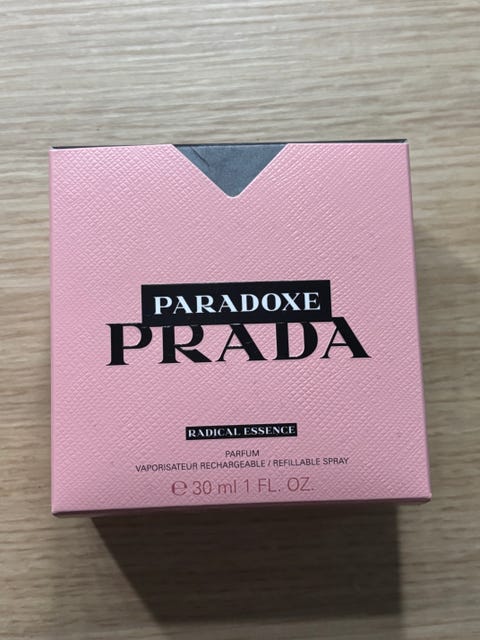 PARADOXE
PRADA
RADICAL ESSENCE
PARFUM
VAPORISATEUR RECHARGEABLE / REFILLABLE SPRAY
℮ 30 ml 1 FL. OZ.